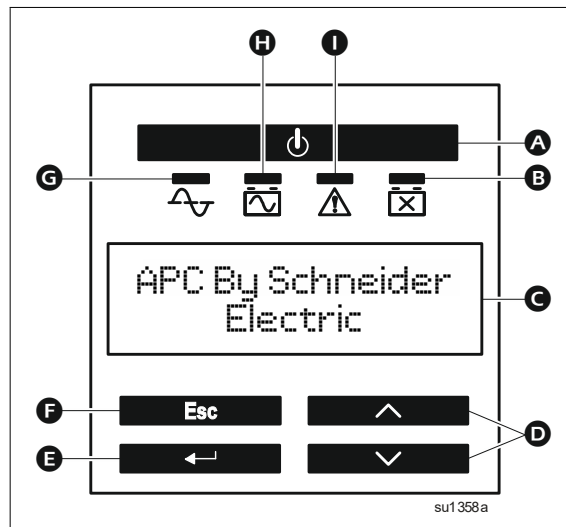 H I
A
G B
APC By Schneider
Electric
C
F Esc
D
E
su1358a